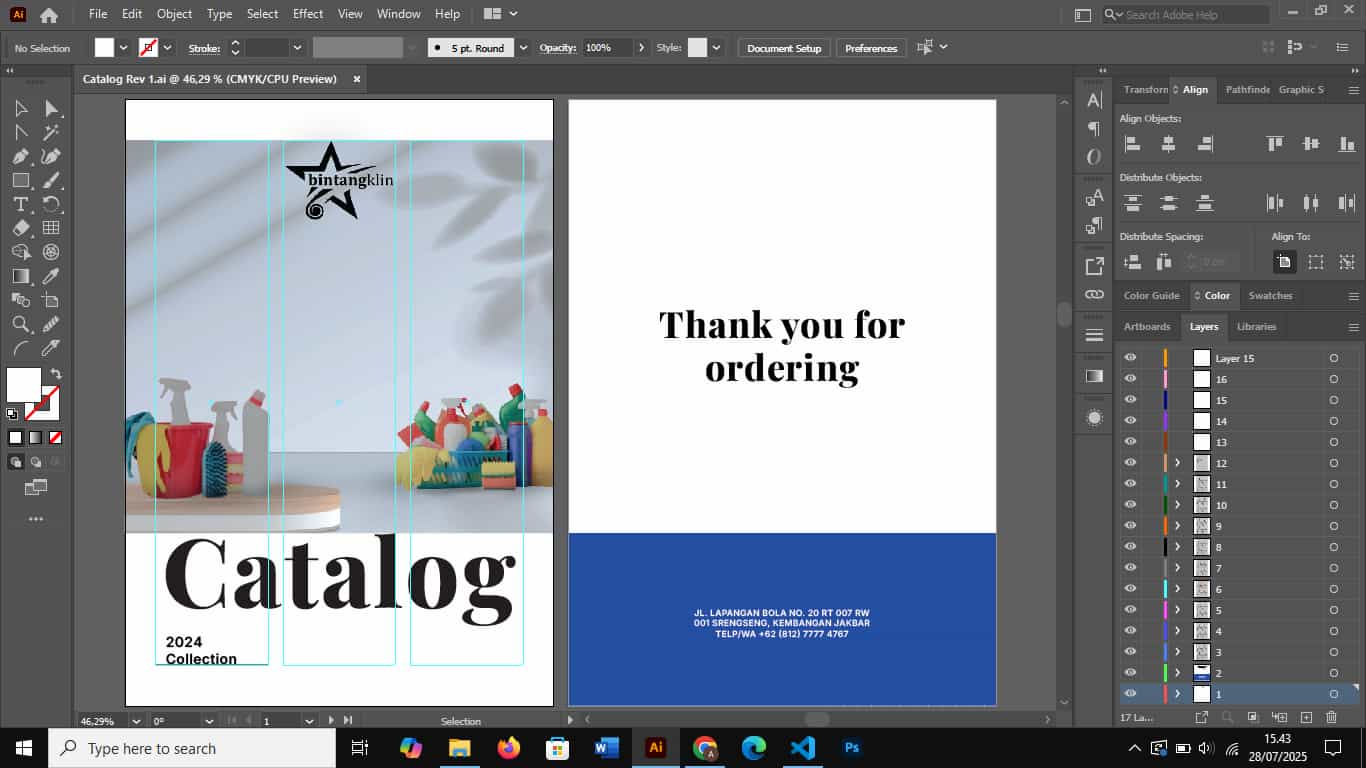 File Edit Object Type Select Effect View Window Help
Search Adobe Help
No Selection
Stroke:
5 pt. Round
Opacity: 100%
Style:
Document Setup
Preferences
Catalog Rev 1.ai @ 46,29 % (CMYK/CPU Preview)
bintangklin
Catalog
2024
Collection
Thank you for
ordering
JL. LAPANGAN BOLA NO. 20 RT 007 RW
001 SRENGSENG, KEMBANGAN JAKBAR
TELP/WA +62 (812) 7777 4767
Transform Align Pathfinde Graphic S
Align Objects:
Distribute Objects:
Distribute Spacing:
Align To:
Color Guide Color Swatches
Artboards Layers Libraries
Layer 15
16
15
14
13
12
11
10
9
8
7
6
5
4
3
2
1
17 La...
46,29%
0°
1
Selection
Type here to search
15.43
28/07/2025